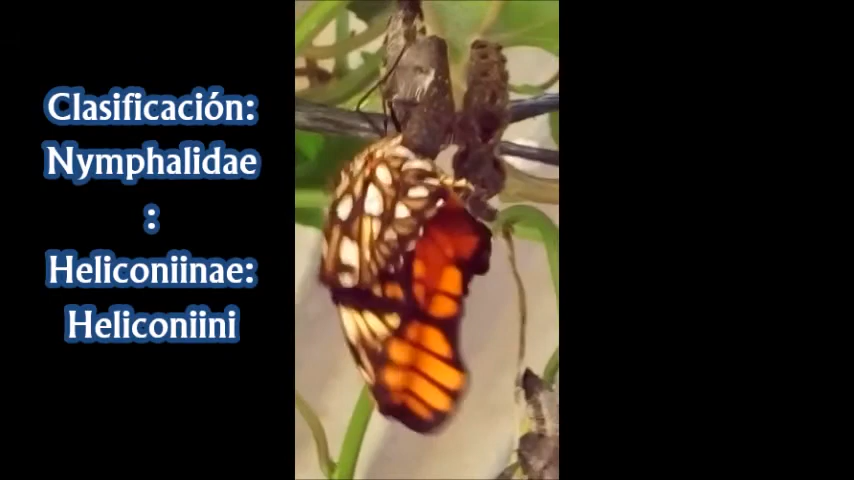 Clasificación:
Nymphalidae
:
Heliconiinae:
Heliconiini